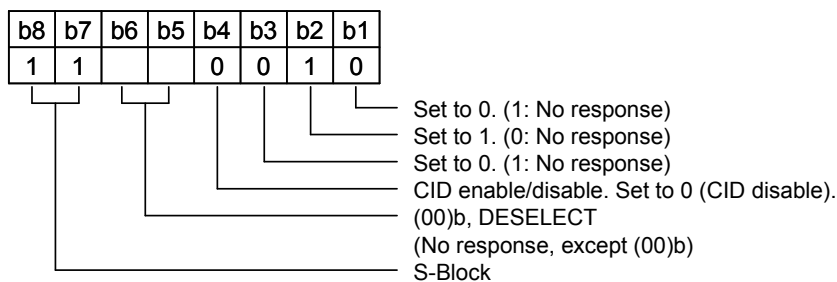 b8 b7 b6 b5 b4 b3 b2 b1
1 1 0 0 1 0
Set to 0. (1: No response)
Set to 1. (0: No response)
Set to 0. (1: No response)
CID enable/disable. Set to 0 (CID disable).
(00)b, DESELECT
(No response, except (00)b)
S-Block